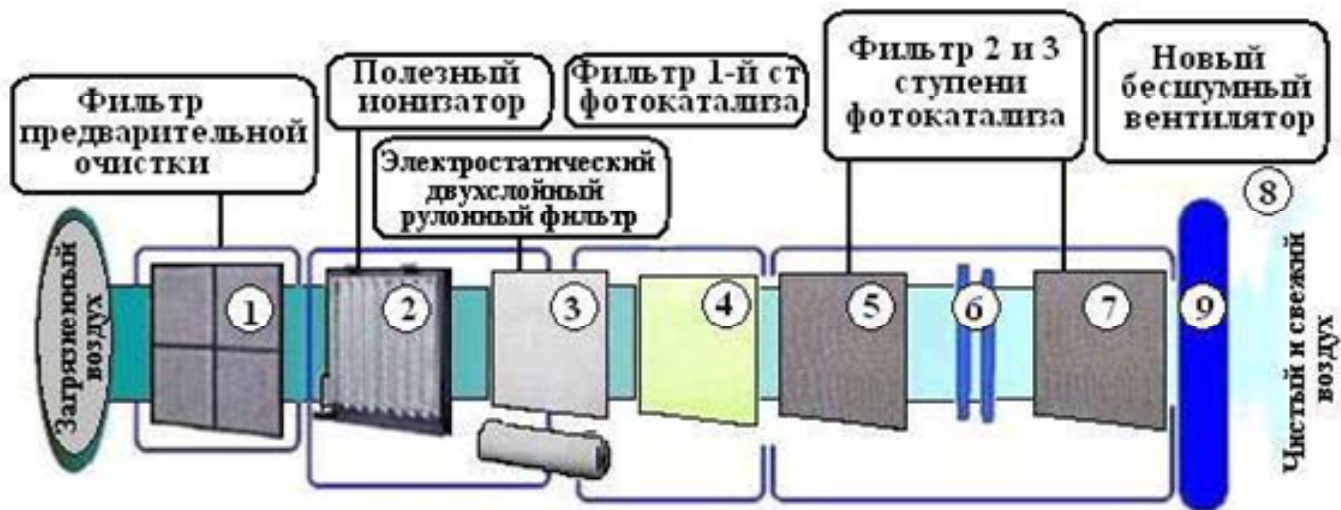 Фильтр
предварительной
очистки
Полезный
ионизатор
Электростатический
двухслойный
рулонный фильтр
Фильтр 1-й ст
фотокатализа
Фильтр 2 и 3
ступени
фотокатализа
Новый
бесшумный
вентилятор
Загрязненный
воздух
1
2
3
4
5
6
7
9
8
Чистый и свежий
воздух